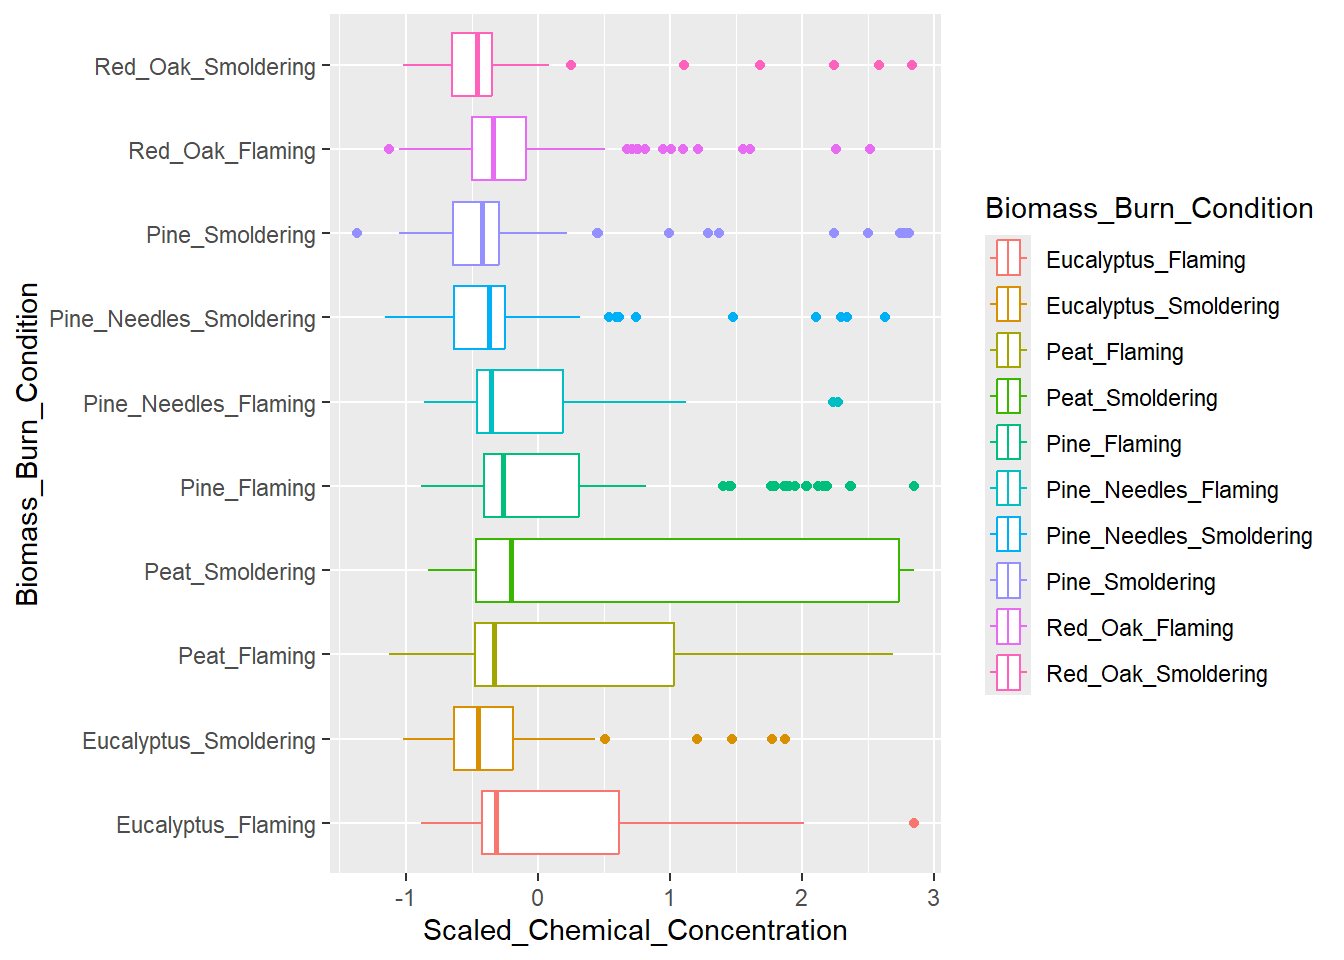 Biomass_Burn_Condition
Red_Oak_Smoldering
Red_Oak_Flaming
Pine_Smoldering
Pine_Needles_Smoldering
Pine_Needles_Flaming
Pine_Flaming
Peat_Smoldering
Peat_Flaming
Eucalyptus_Smoldering
Eucalyptus_Flaming
-1 0 1 2 3
Scaled_Chemical_Concentration
Biomass_Burn_Condition
Eucalyptus_Flaming
Eucalyptus_Smoldering
Peat_Flaming
Peat_Smoldering
Pine_Flaming
Pine_Needles_Flaming
Pine_Needles_Smoldering
Pine_Smoldering
Red_Oak_Flaming
Red_Oak_Smoldering